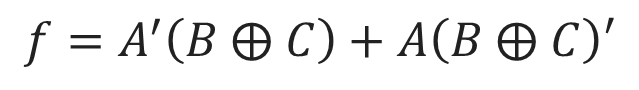 f = A′(B ⊕ C) + A(B ⊕ C)′